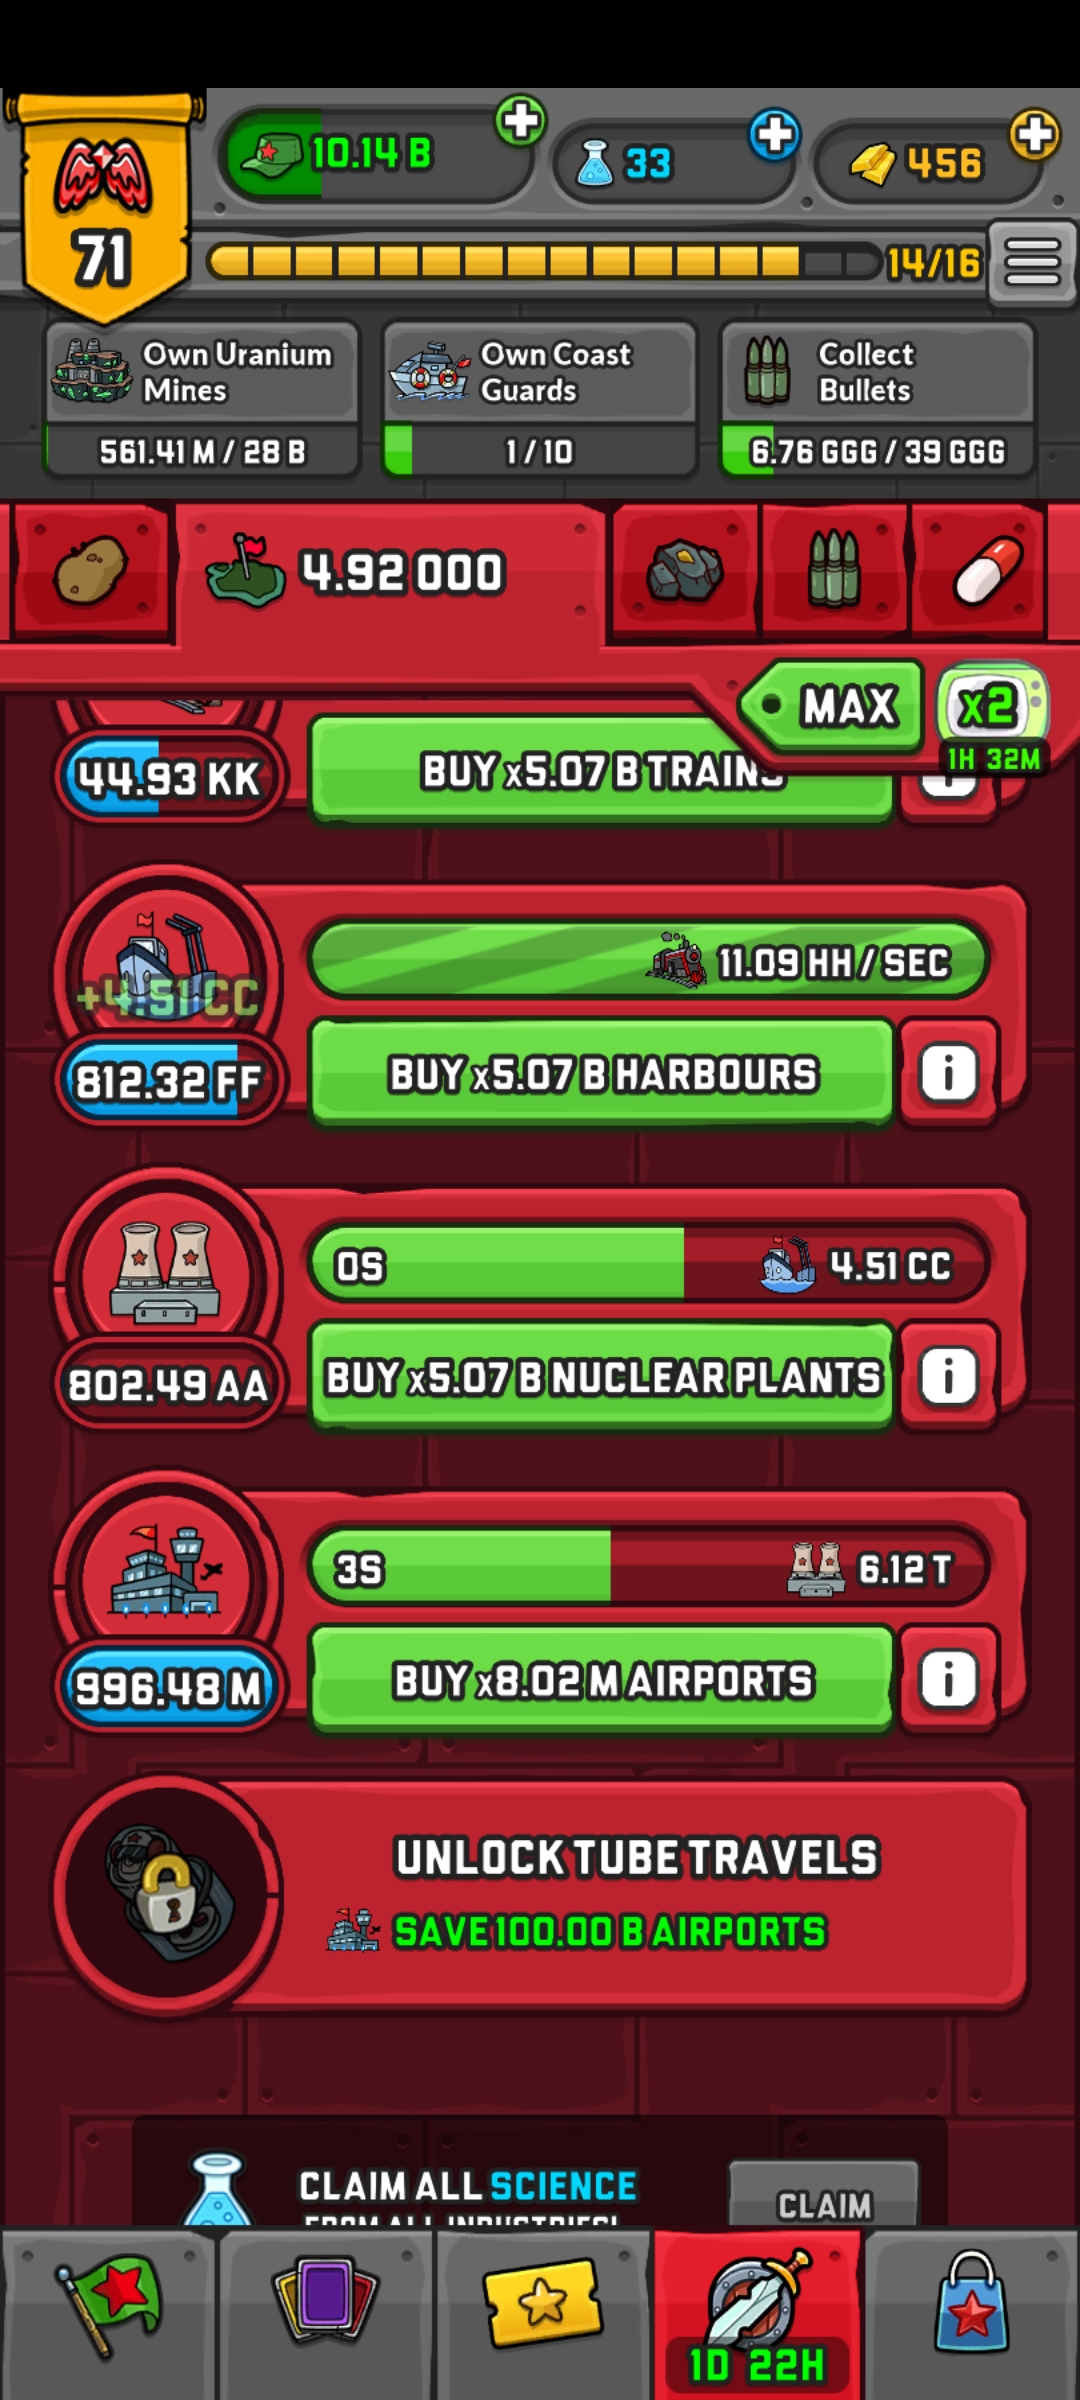 10.14 B
33
456
71
14/16
Own Uranium
Mines
561.41 M / 28 B
Own Coast
Guards
1 / 10
Collect
Bullets
6.76 GGG / 39 GGG
4.92 000
MAX
x2
1H 32M
44.93 KK
BUY x5.07 B TRAINS
+4.51 CC
11.09 HH / SEC
812.32 FF
BUY x5.07 B HARBOURS
i
0S
4.51 CC
802.49 AA
BUY x5.07 B NUCLEAR PLANTS
i
3S
6.12 T
996.48 M
BUY x8.02 M AIRPORTS
i
UNLOCK TUBE TRAVELS
SAVE 100.00 B AIRPORTS
CLAIM ALL SCIENCE
FROM ALL INDUSTRIES!
CLAIM
1D 22H